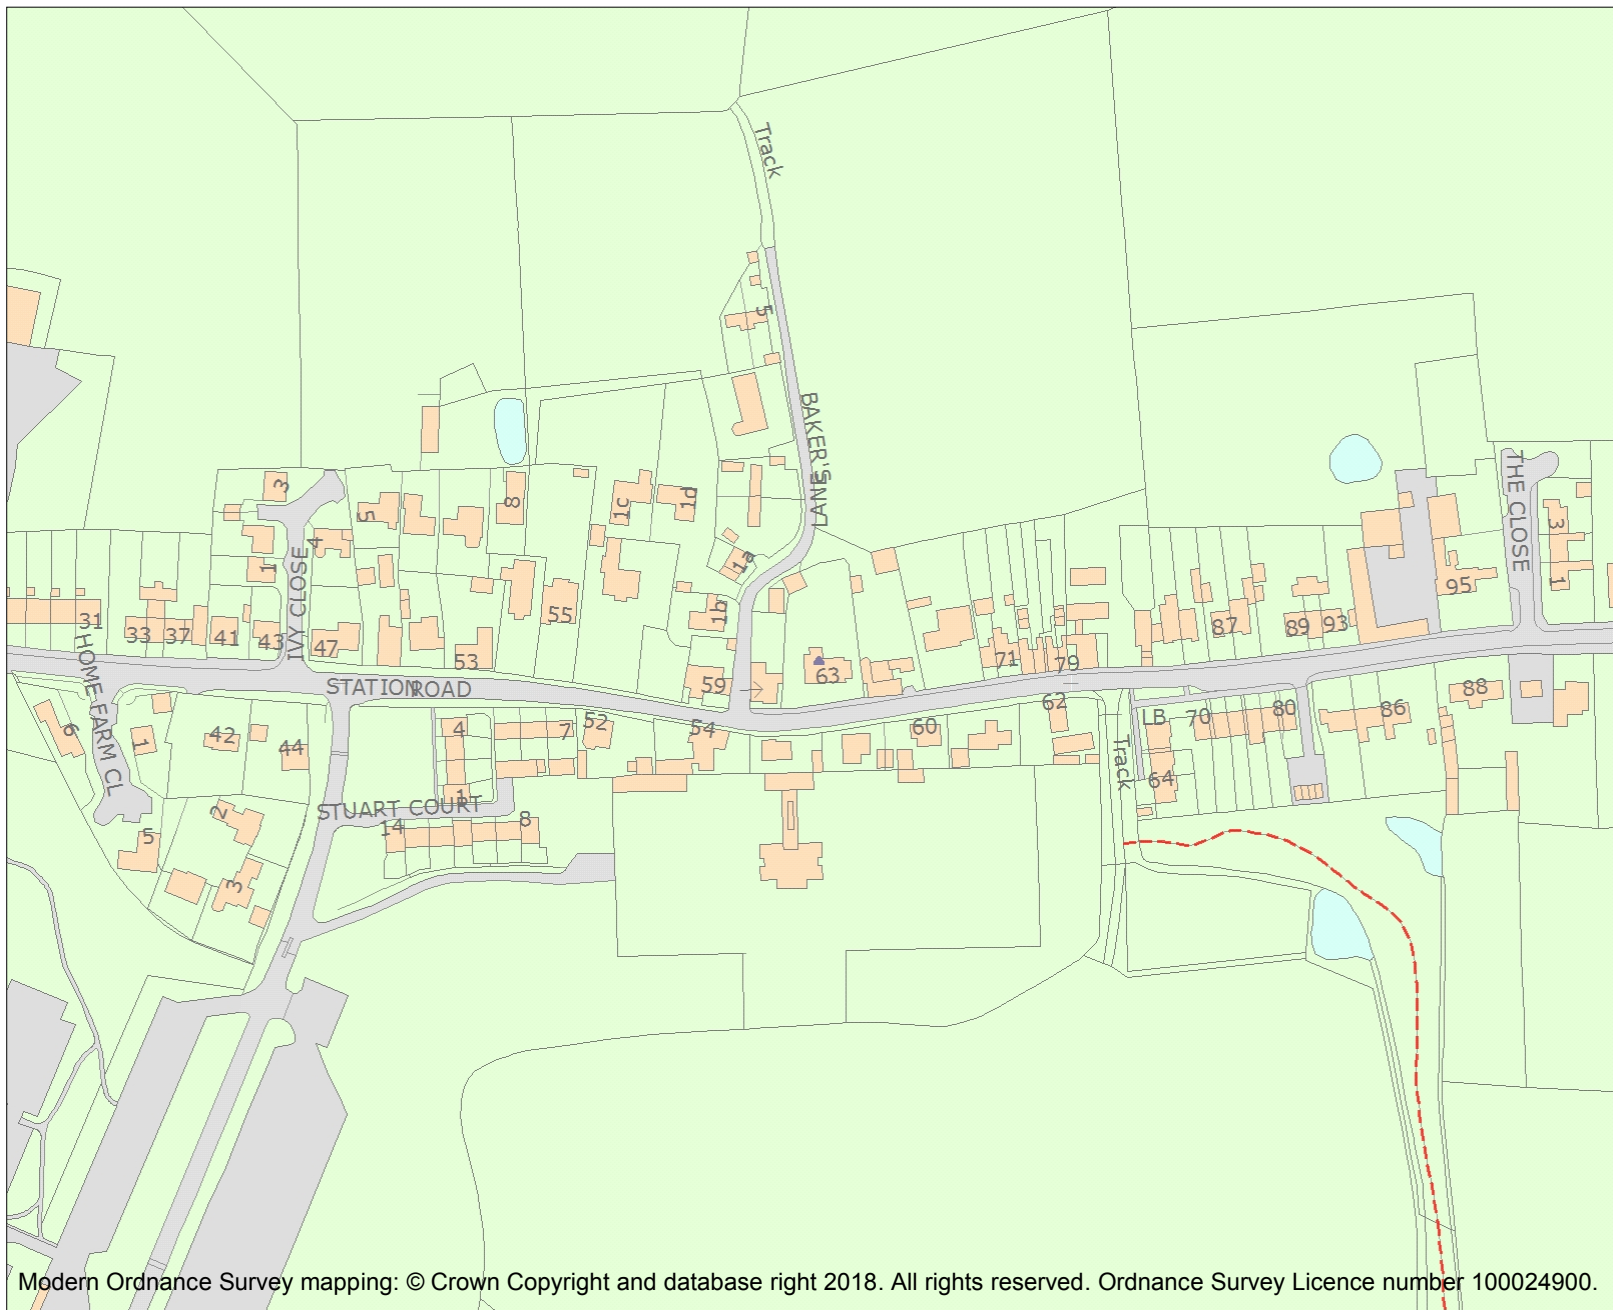 Track
5
BAKER'S
LANE
THE CLOSE
3
1
3
5
8
1c
1d
4
1
IVY CLOSE
1a
1b
55
31
33
37
41
43
47
53
59
63
71
79
87
89
93
95
HOME FARM CL
STATION
ROAD
6
1
42
44
4
7
52
54
60
62
LB
70
80
86
88
Track
64
STUART COURT
1
14
8
2
5
3
Modern Ordnance Survey mapping: © Crown Copyright and database right 2018. All rights reserved. Ordnance Survey Licence number 100024900.